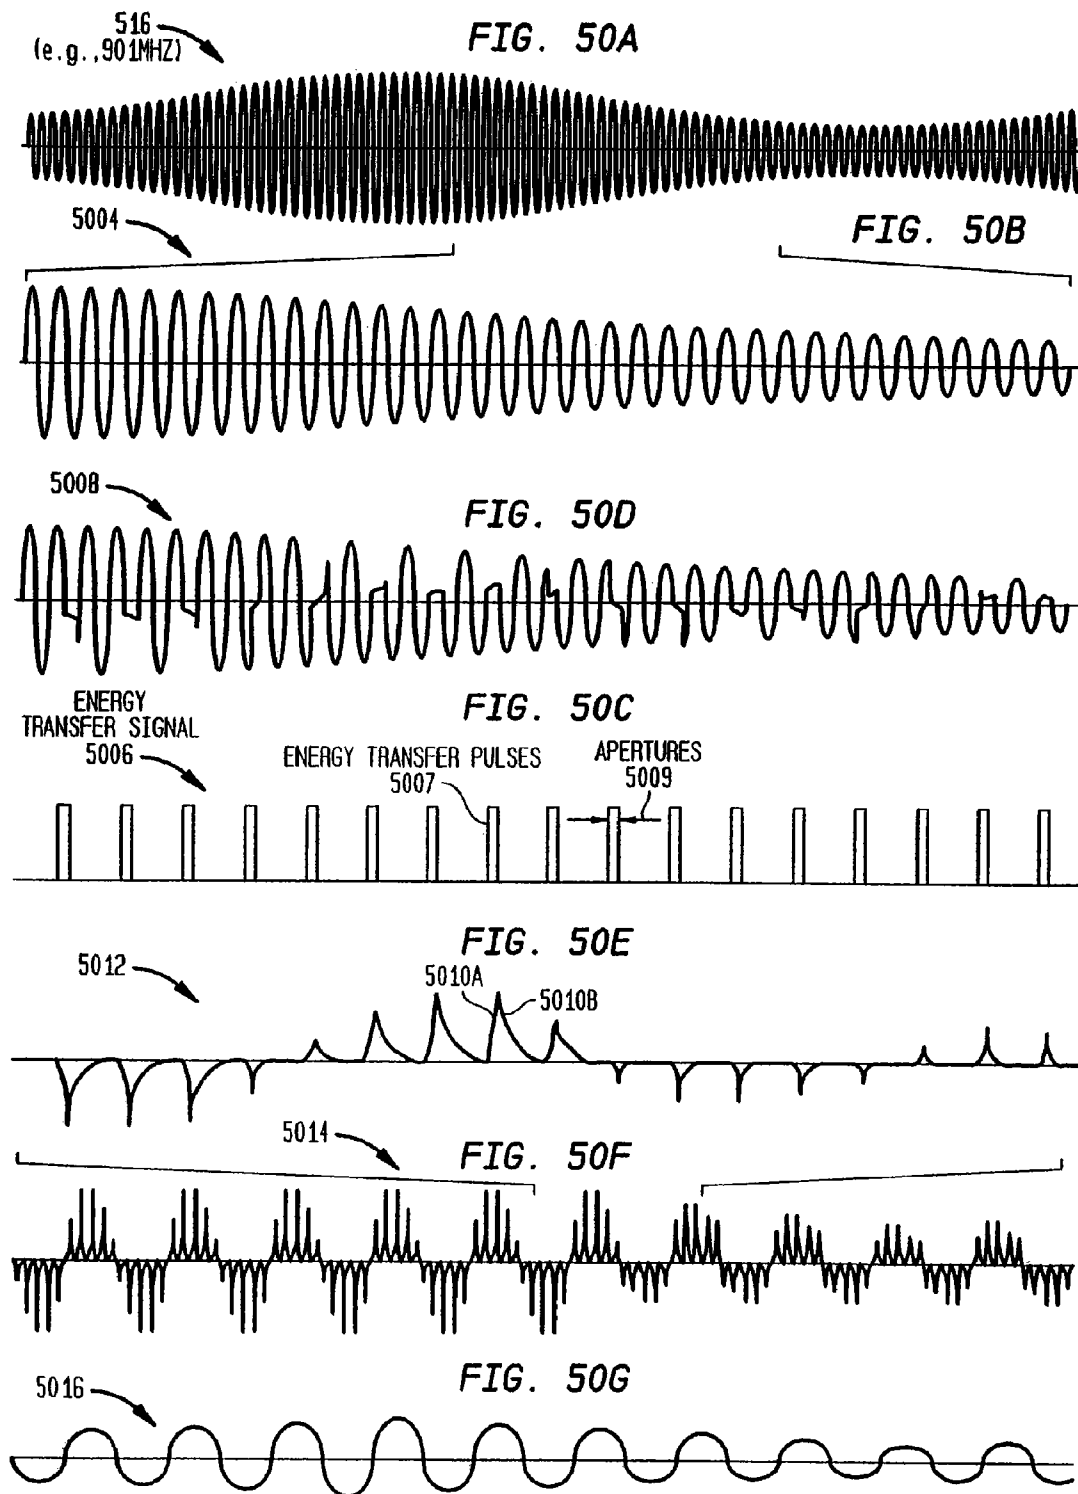 516
(e.g.,901MHZ)
FIG. 50A
5004
FIG. 50B
5008
FIG. 50D
ENERGY
TRANSFER SIGNAL
5006
FIG. 50C
ENERGY TRANSFER PULSES
5007
APERTURES
5009
FIG. 50E
5012
5010A
5010B
5014
FIG. 50F
FIG. 50G
5016